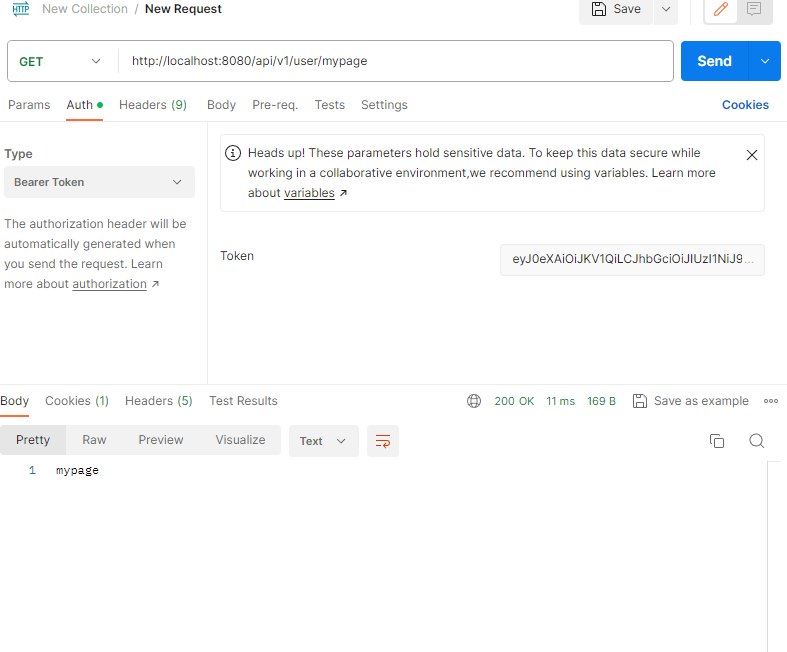 HTTP New Collection / New Request Save
GET http://localhost:8080/api/v1/user/mypage Send
Params Auth Headers (9) Body Pre-req. Tests Settings Cookies
Type
Bearer Token
The authorization header will be
automatically generated when
you send the request. Learn
more about authorization ↗
Heads up! These parameters hold sensitive data. To keep this data secure while
working in a collaborative environment,we recommend using variables. Learn more
about variables ↗
Token eyJ0eXAiOiJKV1QiLCJhbGciOiJIUzI1NiJ9...
Body Cookies (1) Headers (5) Test Results 200 OK 11 ms 169 B Save as example
Pretty Raw Preview Visualize Text
1 mypage